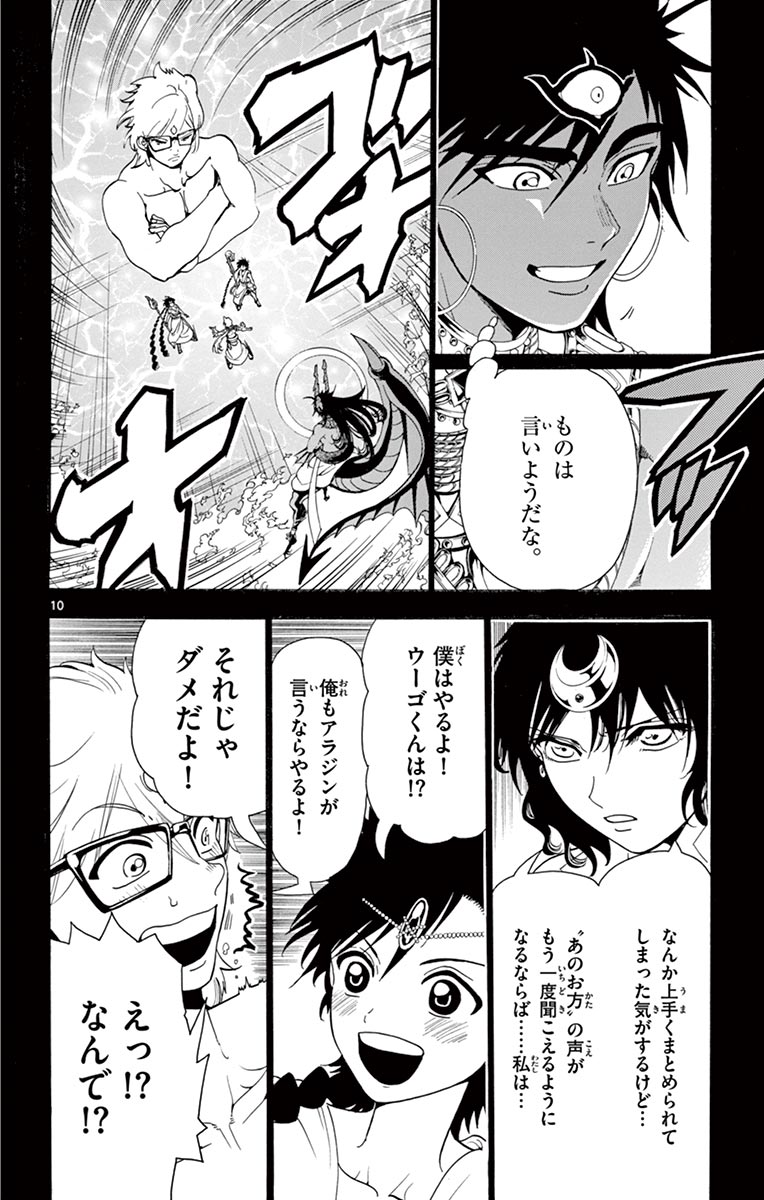 ものは
言いようだな。
オ
10
なんか上手くまとめられて
しまった気がするけど…
〝あのお方〟の声が
もう一度聞こえるように
なるならば……私は…
僕はやるよ！
ウーゴくんは!?
俺もアラジンが
言うならやるよ！
それじゃ
ダメだよ！
えっ!?
なんで!?